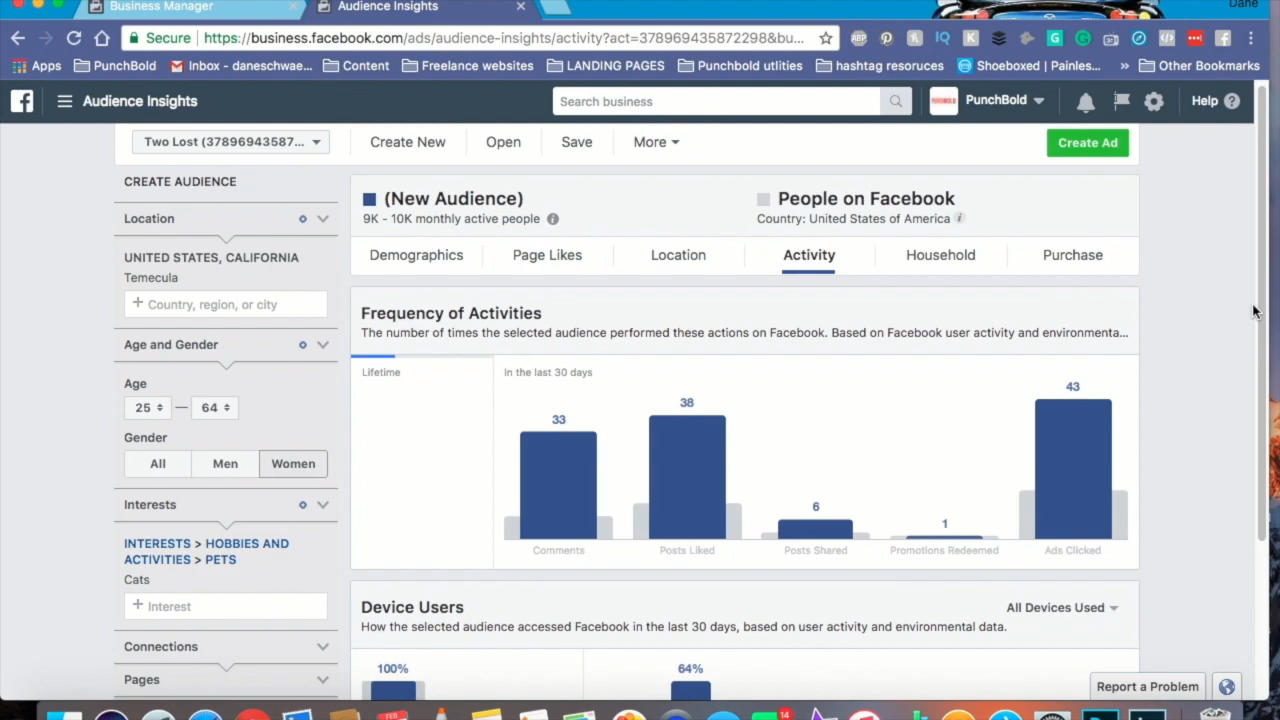 Business Manager
Audience Insights
Dane
Secure
https://business.facebook.com/ads/audience-insights/activity?act=378969435872298&bu...
Apps
PunchBold
Inbox - daneschwae...
Content
Freelance websites
LANDING PAGES
Punchbold utlities
hashtag resoruces
Shoeboxed | Painles...
»
Other Bookmarks
Audience Insights
Search business
PunchBold
Help
Two Lost (37896943587...
Create New
Open
Save
More
Create Ad
CREATE AUDIENCE
Location
UNITED STATES, CALIFORNIA
Temecula
+ Country, region, or city
Age and Gender
Age
25 — 64
Gender
All Men Women
Interests
INTERESTS > HOBBIES AND
ACTIVITIES > PETS
Cats
+ Interest
Connections
Pages
(New Audience)
9K - 10K monthly active people
People on Facebook
Country: United States of America
Demographics
Page Likes
Location
Activity
Household
Purchase
Frequency of Activities
The number of times the selected audience performed these actions on Facebook. Based on Facebook user activity and environmenta...
Lifetime
In the last 30 days
33
38
6
1
43
Comments
Posts Liked
Posts Shared
Promotions Redeemed
Ads Clicked
Device Users
All Devices Used
How the selected audience accessed Facebook in the last 30 days, based on user activity and environmental data.
100%
64%
Report a Problem
FEB
14